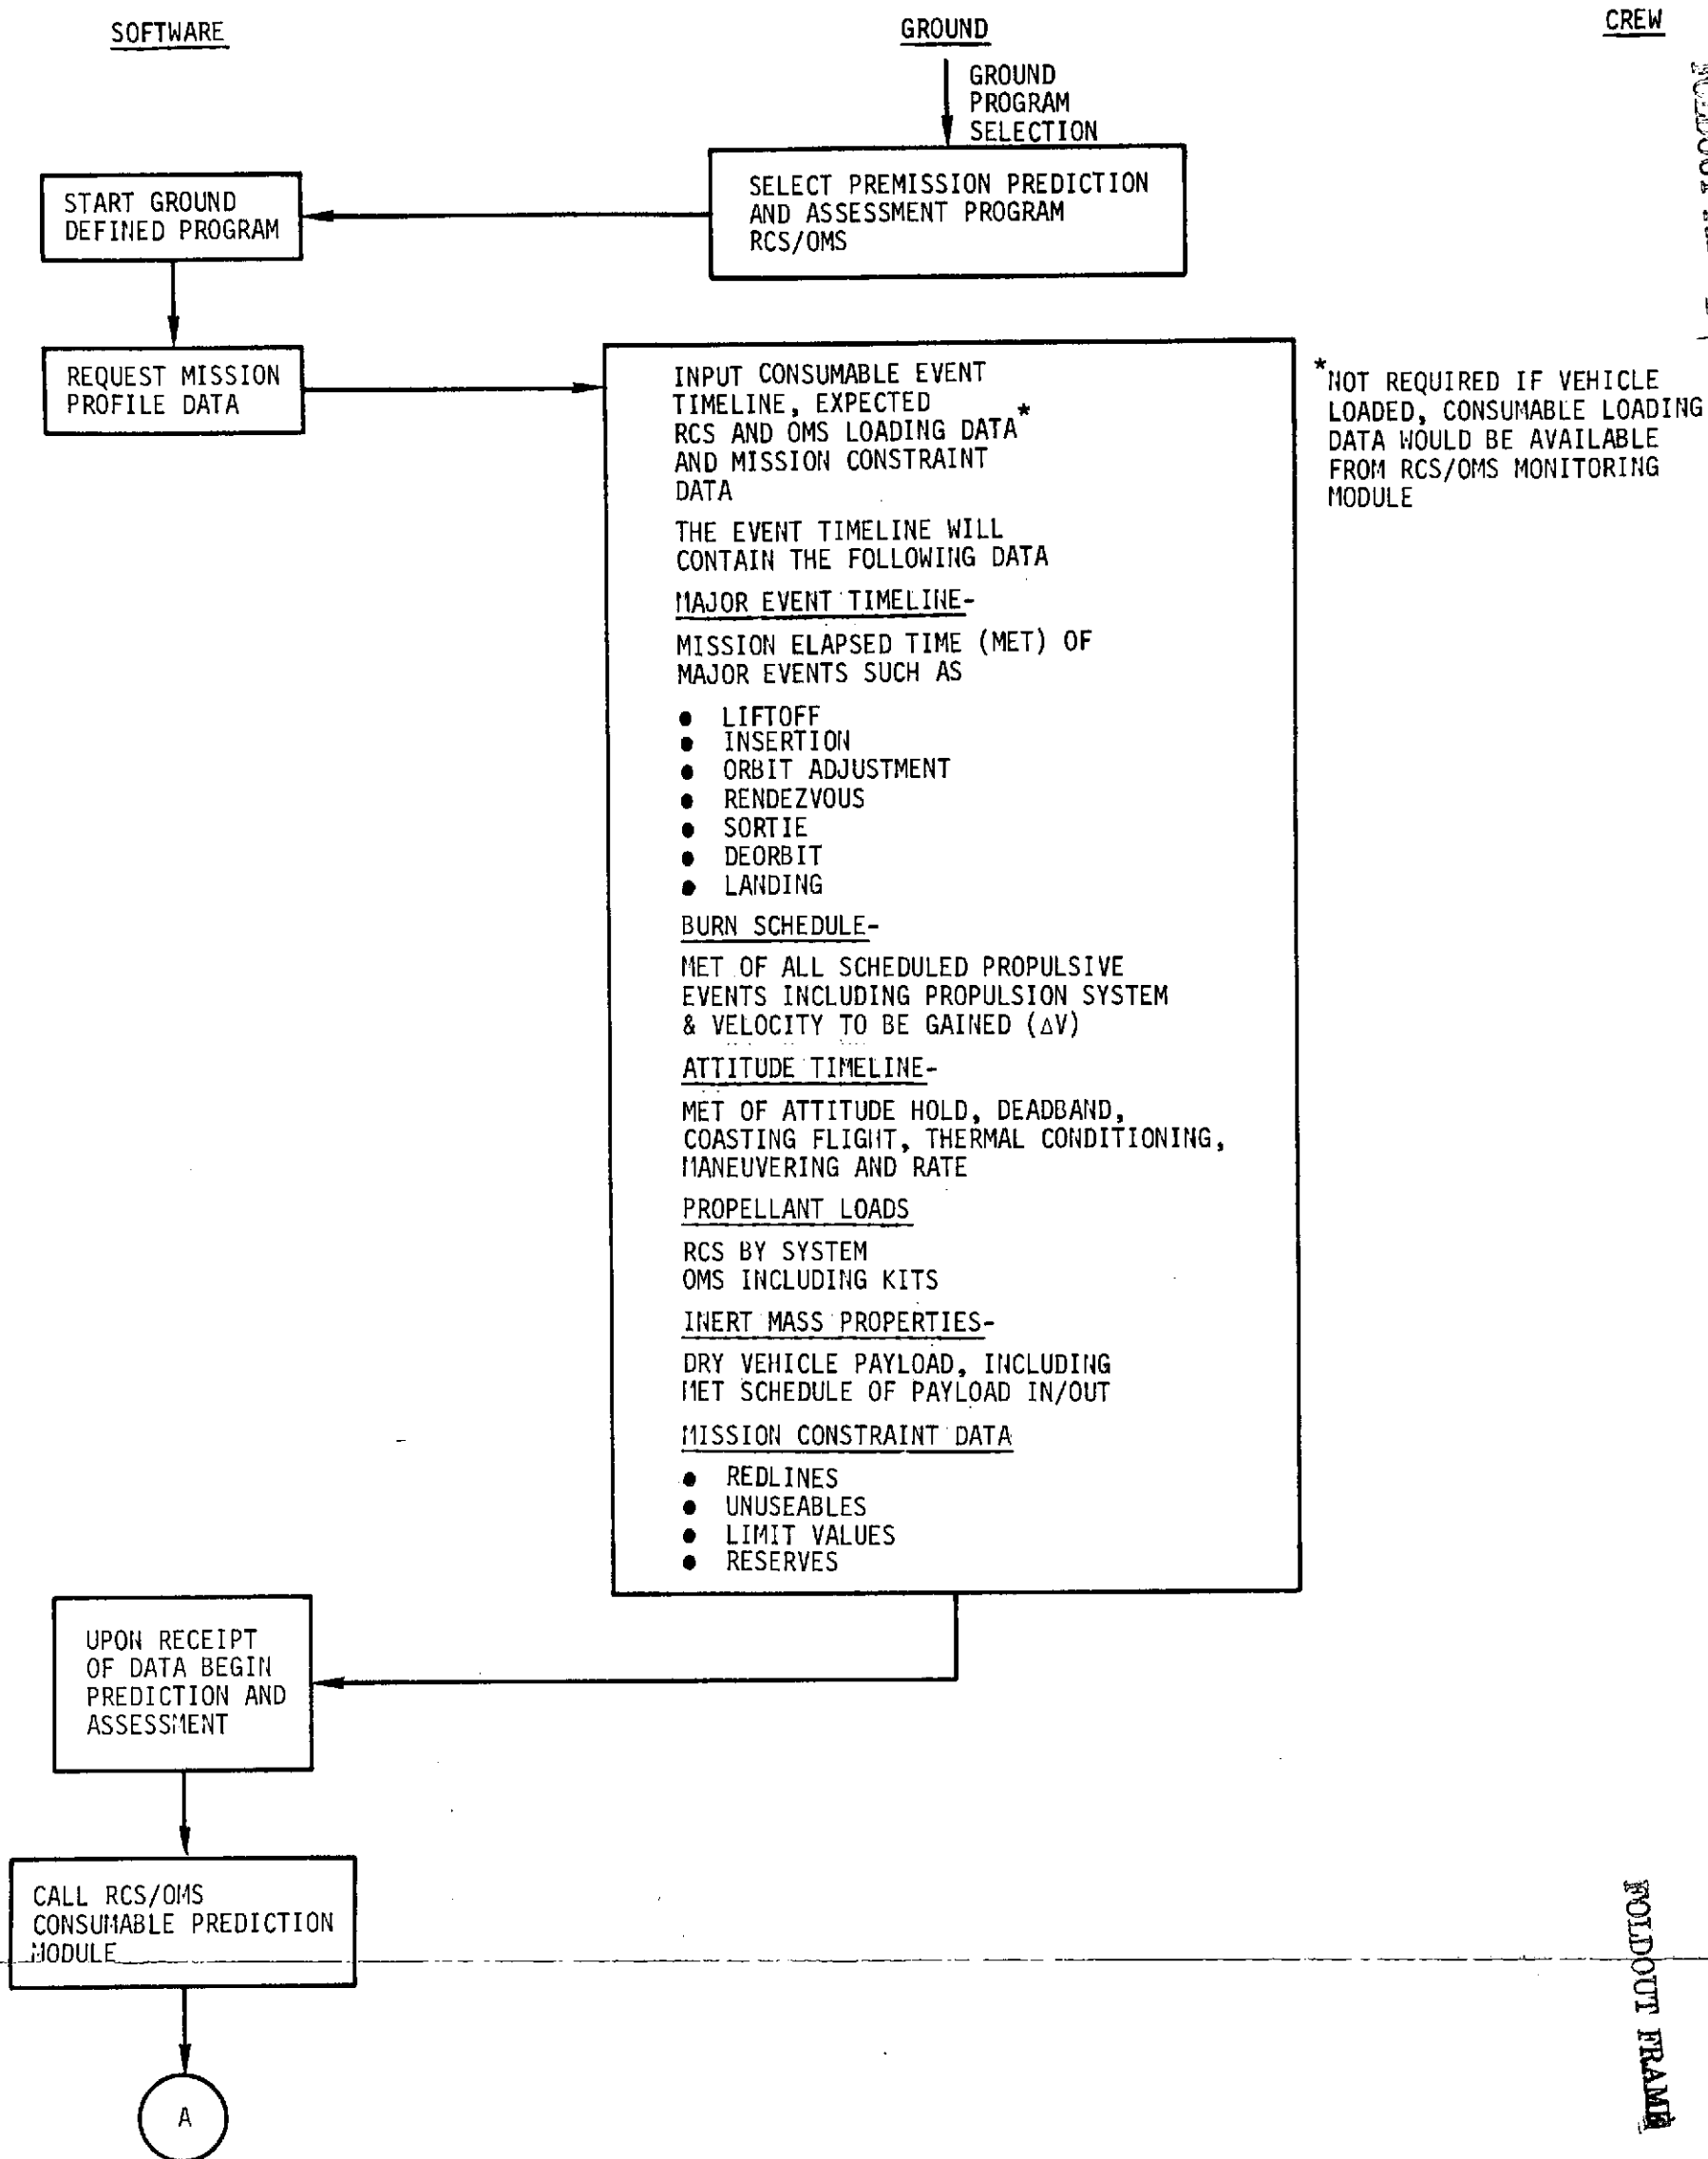 SOFTWARE
GROUND
CREW
GROUND
PROGRAM
SELECTION
SELECT PREMISSION PREDICTION
AND ASSESSMENT PROGRAM
RCS/OMS
START GROUND
DEFINED PROGRAM
REQUEST MISSION
PROFILE DATA
INPUT CONSUMABLE EVENT
TIMELINE, EXPECTED
RCS AND OMS LOADING DATA*
AND MISSION CONSTRAINT
DATA
THE EVENT TIMELINE WILL
CONTAIN THE FOLLOWING DATA
MAJOR EVENT TIMELINE-
MISSION ELAPSED TIME (MET) OF
MAJOR EVENTS SUCH AS
● LIFTOFF
● INSERTION
● ORBIT ADJUSTMENT
● RENDEZVOUS
● SORTIE
● DEORBIT
● LANDING
BURN SCHEDULE-
MET OF ALL SCHEDULED PROPULSIVE
EVENTS INCLUDING PROPULSION SYSTEM
& VELOCITY TO BE GAINED (ΔV)
ATTITUDE TIMELINE-
MET OF ATTITUDE HOLD, DEADBAND,
COASTING FLIGHT, THERMAL CONDITIONING,
MANEUVERING AND RATE
PROPELLANT LOADS
RCS BY SYSTEM
OMS INCLUDING KITS
INERT MASS PROPERTIES-
DRY VEHICLE PAYLOAD, INCLUDING
MET SCHEDULE OF PAYLOAD IN/OUT
MISSION CONSTRAINT DATA
● REDLINES
● UNUSEABLES
● LIMIT VALUES
● RESERVES
*NOT REQUIRED IF VEHICLE
LOADED, CONSUMABLE LOADING
DATA WOULD BE AVAILABLE
FROM RCS/OMS MONITORING
MODULE
UPON RECEIPT
OF DATA BEGIN
PREDICTION AND
ASSESSMENT
CALL RCS/OMS
CONSUMABLE PREDICTION
MODULE
A
FOLDOUT FRAME